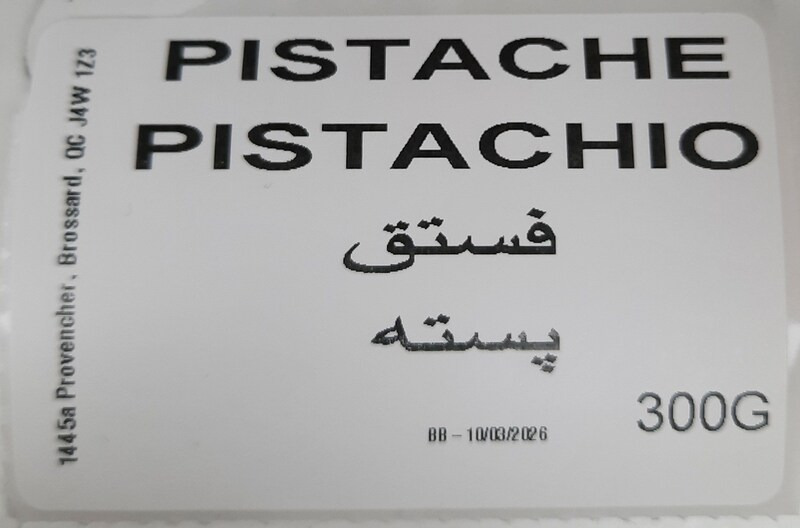 PISTACHE
PISTACHIO
فستق
پسته
300G
BB - 10/03/2026
1445a Provencher, Brossard, QC J4W 1Z3